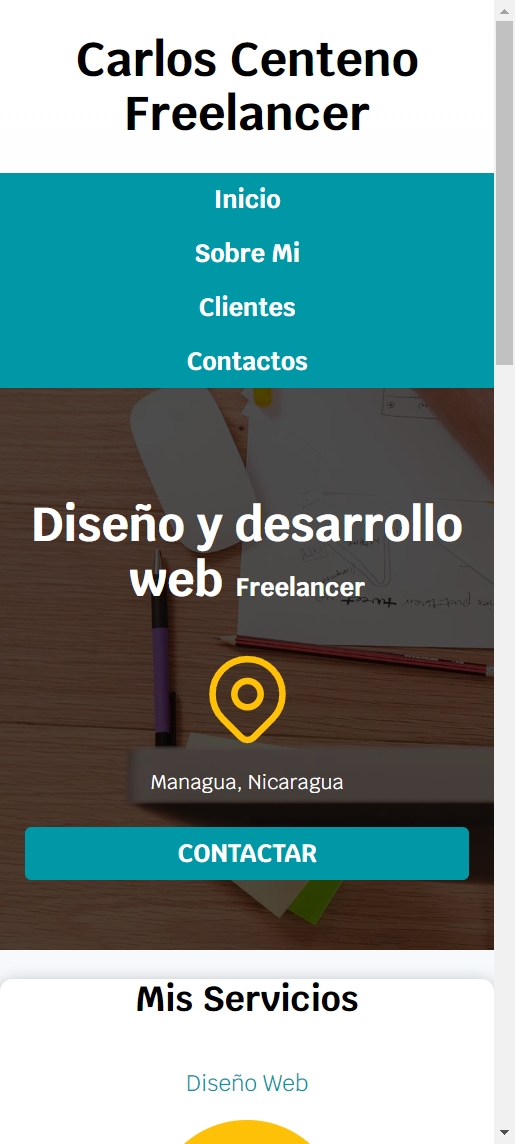 Carlos Centeno
Freelancer
Inicio
Sobre Mi
Clientes
Contactos
Diseño y desarrollo
web Freelancer
Managua, Nicaragua
CONTACTAR
Mis Servicios
Diseño Web